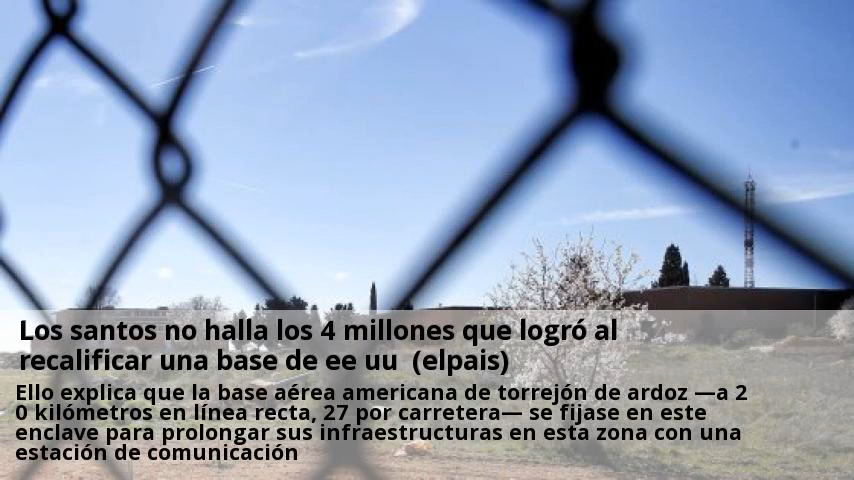 Los santos no halla los 4 millones que logró al
recalificar una base de ee uu  (elpais)
Ello explica que la base aérea americana de torrejón de ardoz —a 2
0 kilómetros en línea recta, 27 por carretera— se fijase en este
enclave para prolongar sus infraestructuras en esta zona con una
estación de comunicación